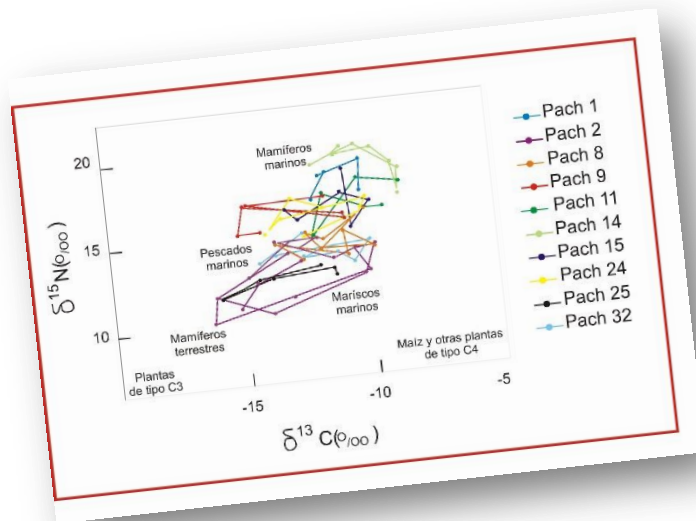 δ15N(o/oo)
20
15
10
Mamíferos
marinos
Pescados
marinos
Mariscos
marinos
Mamíferos
terrestres
Plantas
de tipo C3
Maíz y otras plantas
de tipo C4
-15
-10
-5
δ13 C(o/oo)
Pach 1
Pach 2
Pach 8
Pach 9
Pach 11
Pach 14
Pach 15
Pach 24
Pach 25
Pach 32